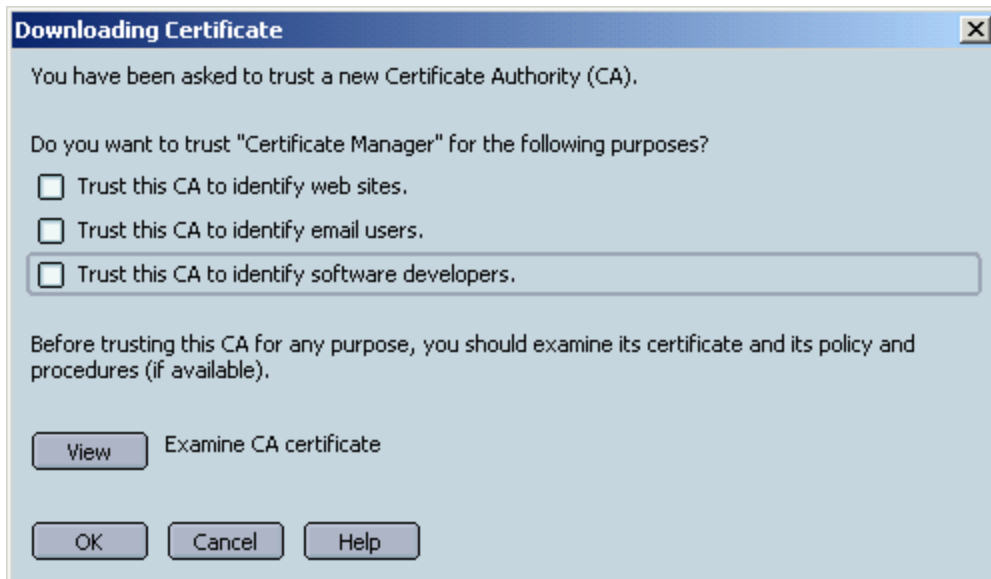 Downloading Certificate
You have been asked to trust a new Certificate Authority (CA).
Do you want to trust "Certificate Manager" for the following purposes?
Trust this CA to identify web sites.
Trust this CA to identify email users.
Trust this CA to identify software developers.
Before trusting this CA for any purpose, you should examine its certificate and its policy and
procedures (if available).
View Examine CA certificate
OK Cancel Help